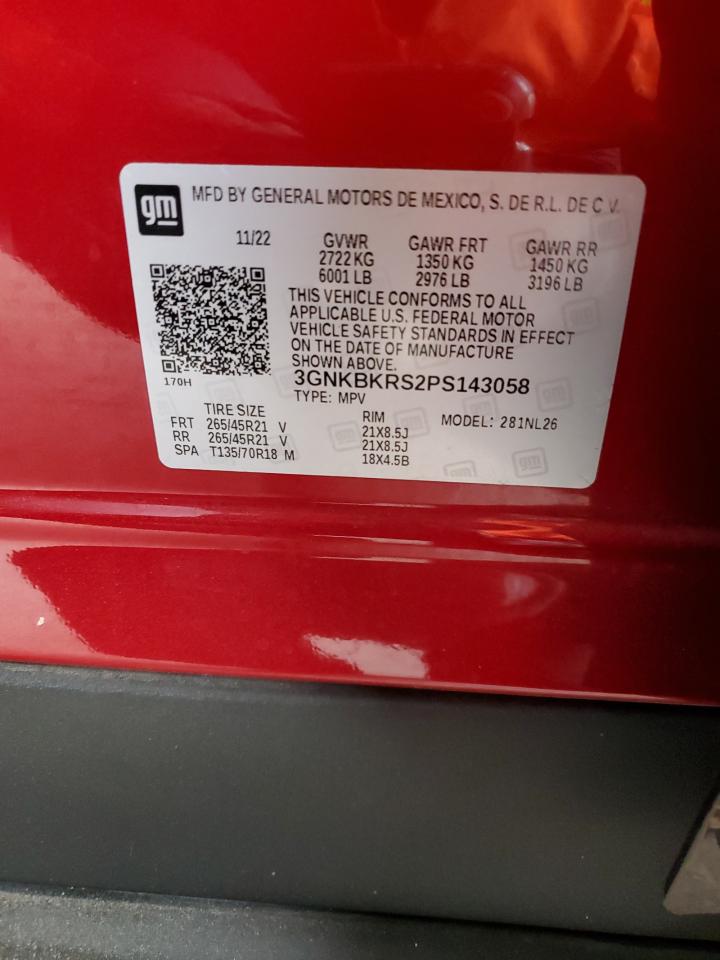 gm
MFD BY GENERAL MOTORS DE MEXICO, S. DE R.L. DE C.V.
11/22 GVWR GAWR FRT GAWR RR
2722 KG 1350 KG 1450 KG
6001 LB 2976 LB 3196 LB
THIS VEHICLE CONFORMS TO ALL
APPLICABLE U.S. FEDERAL MOTOR
VEHICLE SAFETY STANDARDS IN EFFECT
ON THE DATE OF MANUFACTURE
SHOWN ABOVE.
170H
3GNKBKRS2PS143058
TYPE: MPV
TIRE SIZE RIM MODEL: 281NL26
FRT 265/45R21 V 21X8.5J
RR 265/45R21 V 21X8.5J
SPA T135/70R18 M 18X4.5B